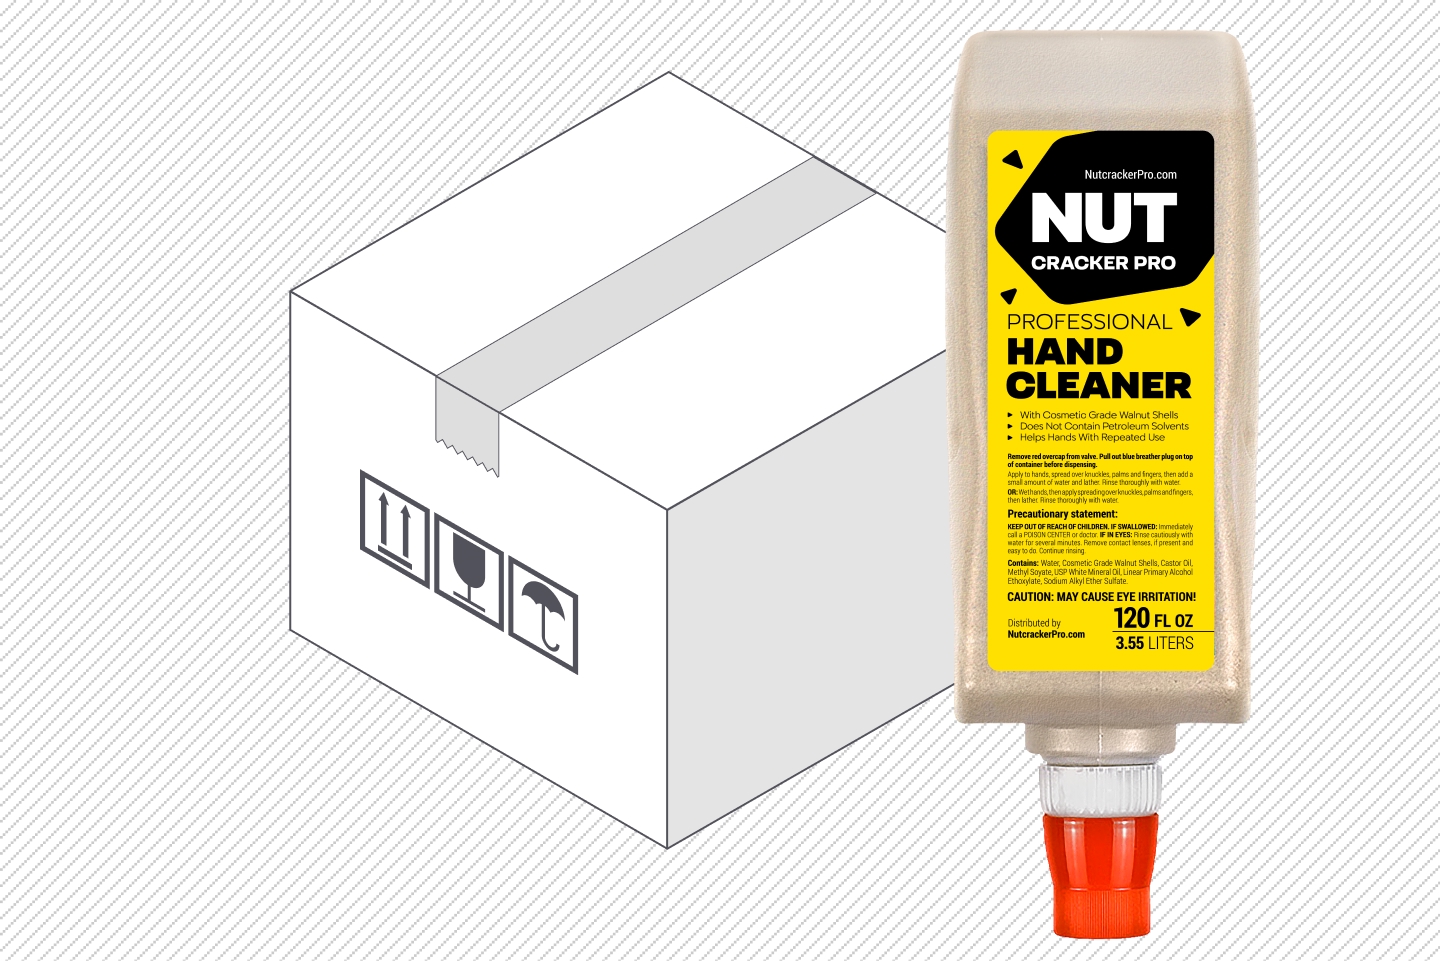 NutcrackerPro.com
NUT
CRACKER PRO
PROFESSIONAL
HAND
CLEANER
With Cosmetic Grade Walnut Shells
Does Not Contain Petroleum Solvents
Helps Hands With Repeated Use
Remove red overcap from valve. Pull out blue breather plug on top
of container before dispensing.
Apply to hands, spread over knuckles, palms and fingers, then add a
small amount of water and lather. Rinse thoroughly with water.
OR: Wet hands, then apply spreading over knuckles, palms and fingers,
then lather. Rinse thoroughly with water.
Precautionary statement:
KEEP OUT OF REACH OF CHILDREN. IF SWALLOWED: Immediately
call a POISON CENTER or doctor. IF IN EYES: Rinse cautiously with
water for several minutes. Remove contact lenses, if present and
easy to do. Continue rinsing.
Contains: Water, Cosmetic Grade Walnut Shells, Castor Oil,
Methyl Soyate, USP White Mineral Oil, Linear Primary Alcohol
Ethoxylate, Sodium Alkyl Ether Sulfate.
CAUTION: MAY CAUSE EYE IRRITATION!
Distributed by
NutcrackerPro.com
120 FL OZ
3.55 LITERS